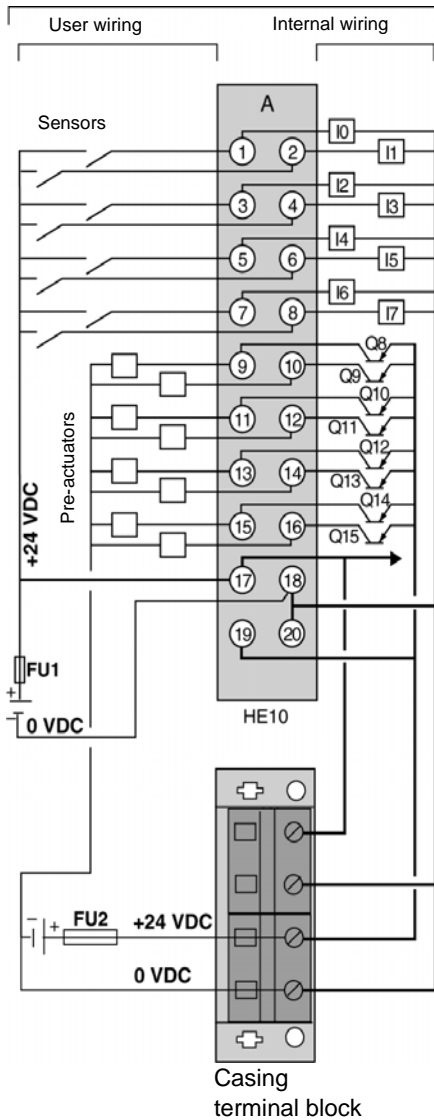 User wiring Internal wiring
A
Sensors
1 2 I0
I1
3 4 I2
I3
5 6 I4
I5
7 8 I6
I7
9 10 Q8
Q9
11 12 Q10
Q11
13 14 Q12
Q13
15 16 Q14
Q15
Pre-actuators
+24 VDC
17 18
19 20
FU1
+
−
0 VDC
HE10
− + FU2 +24 VDC
0 VDC
Casing
terminal block